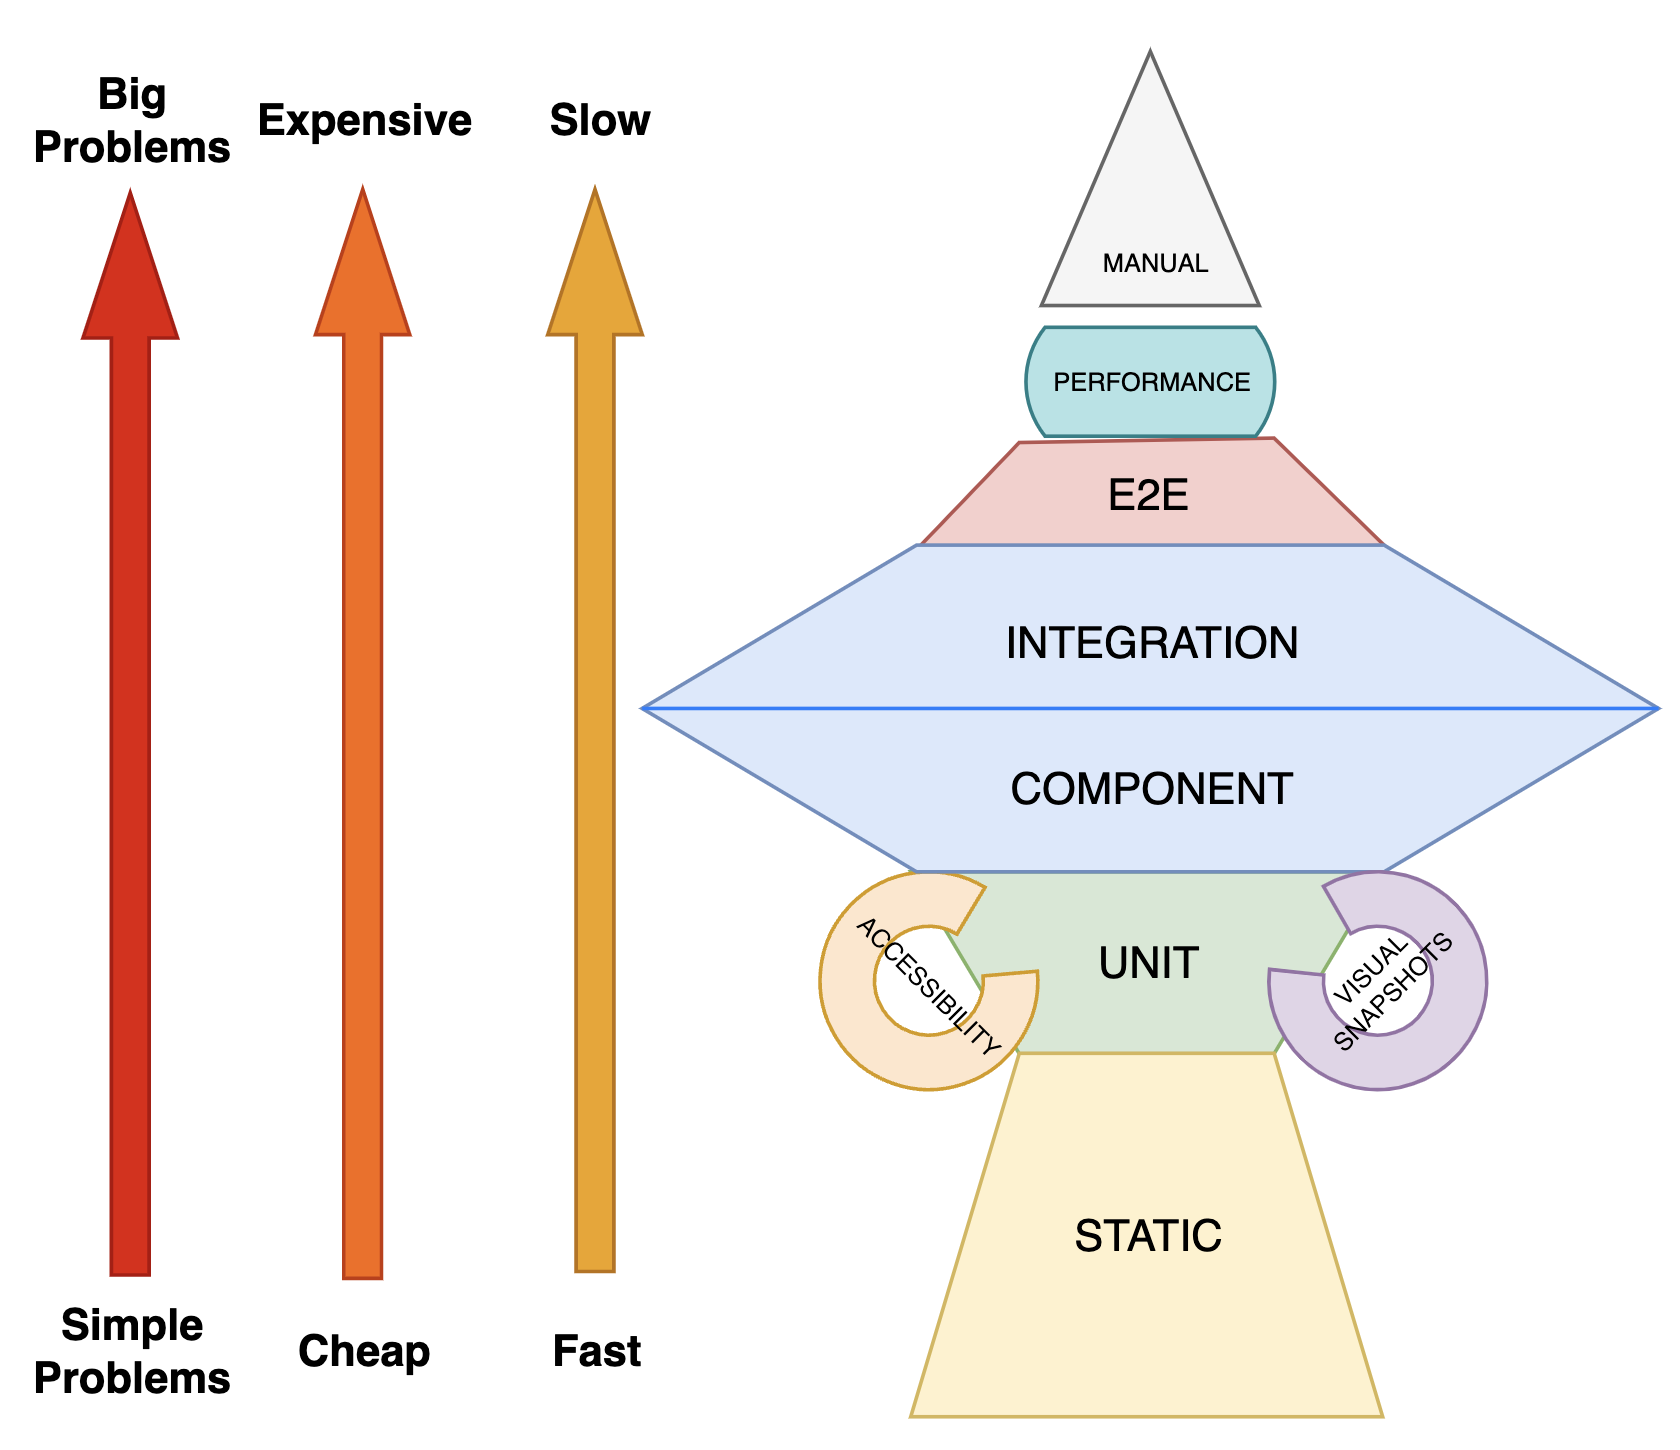 Big
Problems
Expensive
Slow
Simple
Problems
Cheap
Fast
MANUAL
PERFORMANCE
E2E
INTEGRATION
COMPONENT
UNIT
ACCESSIBILITY
VISUAL
SNAPSHOTS
STATIC